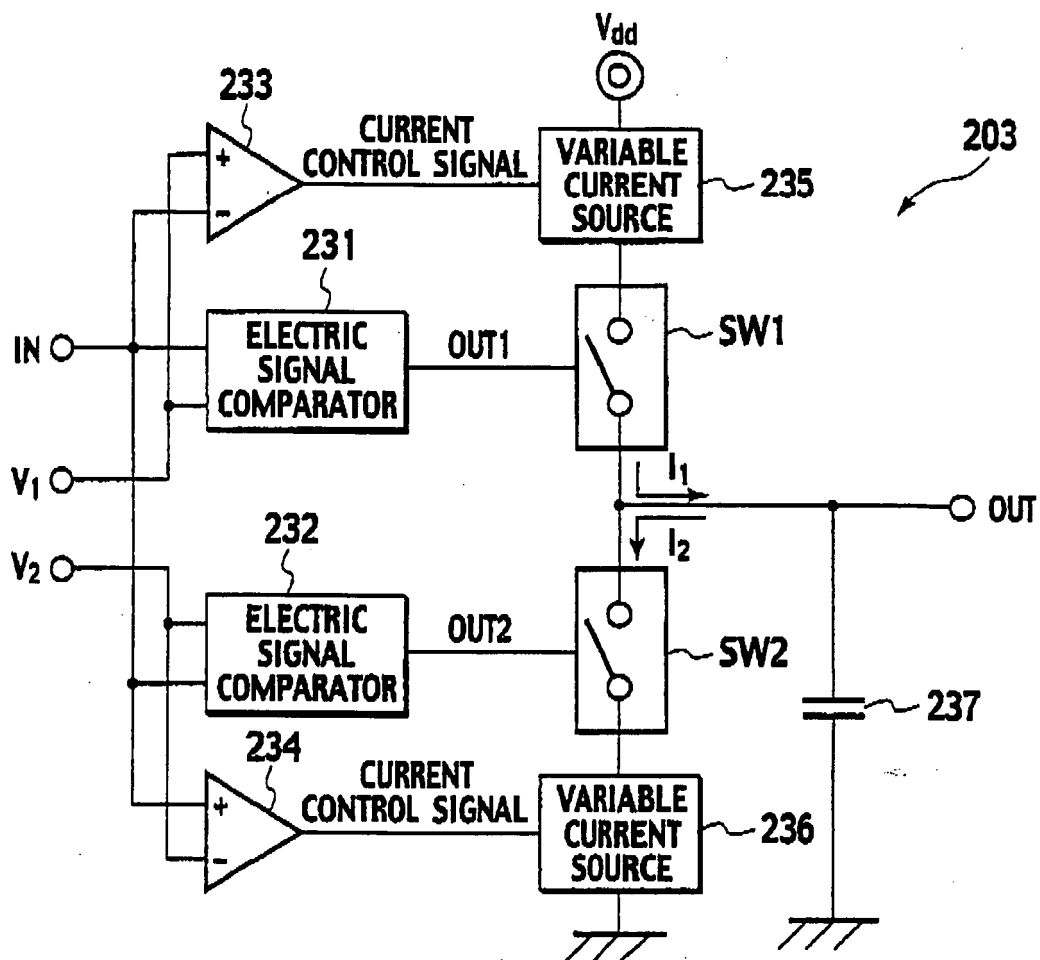 Vdd
233
CURRENT
CONTROL SIGNAL
+
-
VARIABLE
CURRENT
SOURCE
235
203
231
ELECTRIC
SIGNAL
COMPARATOR
IN
OUT1
SW1
V1
I1
OUT
I2
V2
232
ELECTRIC
SIGNAL
COMPARATOR
OUT2
SW2
237
234
CURRENT
CONTROL SIGNAL
+
-
VARIABLE
CURRENT
SOURCE
236